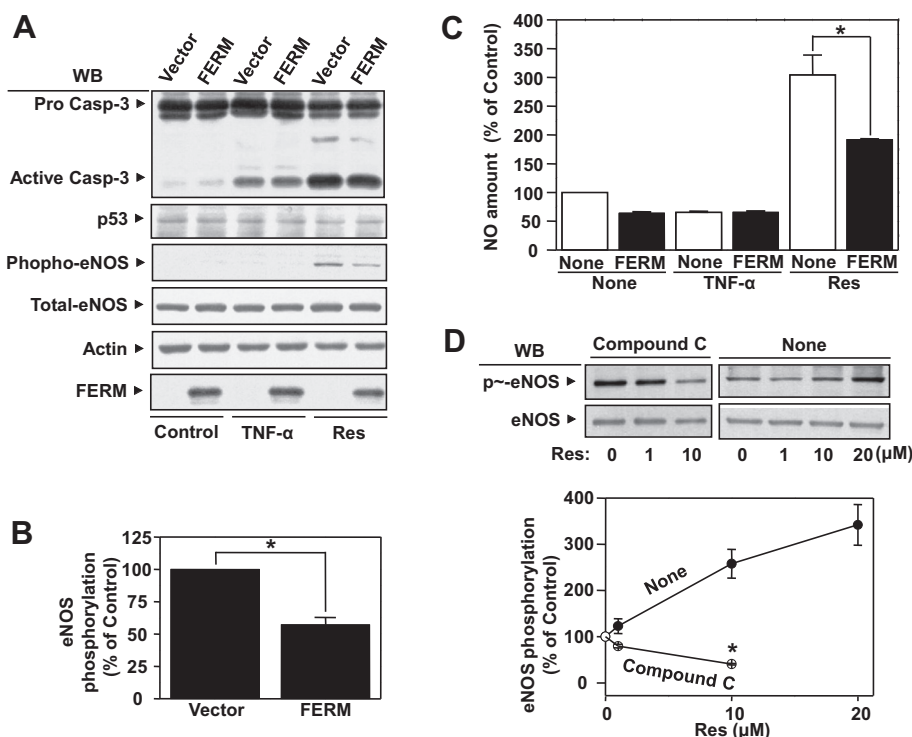 A
WB
Vector FERM Vector FERM Vector FERM
Pro Casp-3
Active Casp-3
p53
Phopho-eNOS
Total-eNOS
Actin
FERM
Control TNF-α Res
B
eNOS
phosphorylation
(% of Control)
125
100
75
50
25
0
*
Vector FERM
C
NO amount (% of Control)
400
350
300
250
200
150
100
50
0
*
None FERM None FERM None FERM
None TNF-α Res
D
WB
Compound C None
p~-eNOS
eNOS
Res: 0 1 10 0 1 10 20 (μM)
eNOS phosphorylation
(% of Control)
400
300
200
100
0
None
*
Compound C
0 10 20
Res (μM)